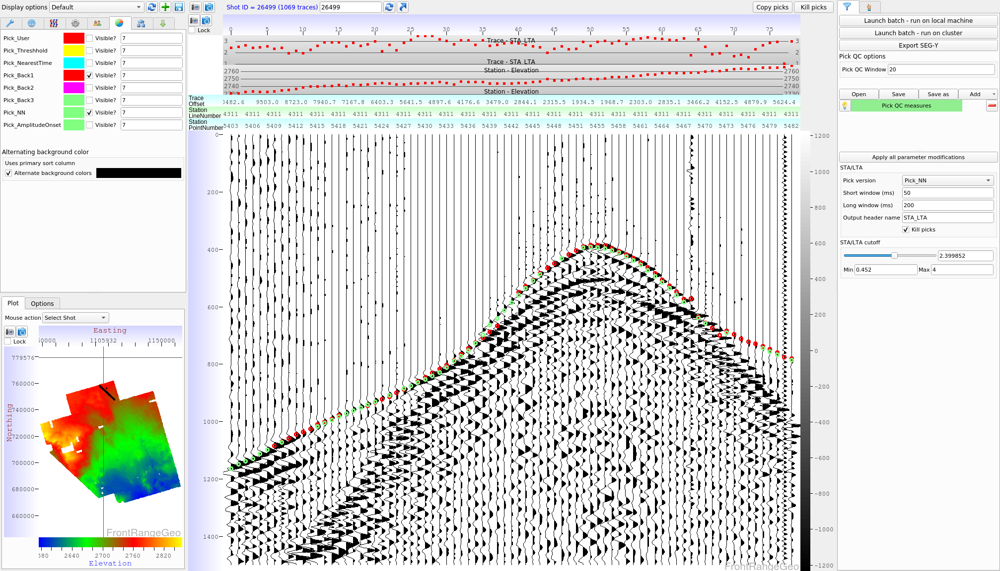 Display options Default
Shot ID = 26499 (1069 traces) 26499
Copy picks Kill picks
Lock
Pick_User Visible? 7
Pick_Threshhold Visible? 7
Pick_NearestTime Visible? 7
Pick_Back1 Visible? 7
Pick_Back2 Visible? 7
Pick_Back3 Visible? 7
Pick_NN Visible? 7
Pick_AmplitudeOnset Visible? 7
Alternating background color
Uses primary sort column
Alternate background colors
Plot Options
Mouse action Select Shot
Lock
Easting
1105932 1150000
Northing
779576
760000
740000
720000
700000
680000
660000
FrontRangeGeo
580 2640 2700 2760 2820
Elevation
0 5 10 15 20 25 30 35 40 45 50 55 60 65 70 75
3 Trace - STA_LTA 3
2 2
1 Trace - STA_LTA 1
Station - Elevation
2760 2760
2750 2750
2740 2740
2730 Station - Elevation 2730
Trace
Offset 0482.6 9503.0 8723.0 7940.7 7167.8 6403.3 5641.5 4897.6 4176.6 3479.0 2844.1 2315.5 1934.5 1968.7 2303.0 2835.1 3466.2 4152.5 4879.9 5624.4
Station
LineNumber 4311 4311 4311 4311 4311 4311 4311 4311 4311 4311 4311 4311 4311 4311 4311 4311 4311 4311 4311 4311 4311 4311 4311 4311 4311 4311 4311
Station
PointNumber 5403 5406 5409 5412 5415 5418 5421 5424 5427 5430 5433 5436 5439 5442 5445 5448 5451 5455 5458 5461 5464 5467 5470 5473 5476 5479 5482
0
200
400
600
800
1000
1200
1400
FrontRangeGeo
1200
1000
800
600
400
200
0
-200
-400
-600
-800
-1000
-1200
Launch batch - run on local machine
Launch batch - run on cluster
Export SEG-Y
Pick QC options
Pick QC Window 20
Open Save Save as Add
Pick QC measures
Apply all parameter modifications
STA/LTA
Pick version Pick_NN
Short window (ms) 50
Long window (ms) 200
Output header name STA_LTA
Kill picks
STA/LTA cutoff
2.399852
Min 0.452 Max 4